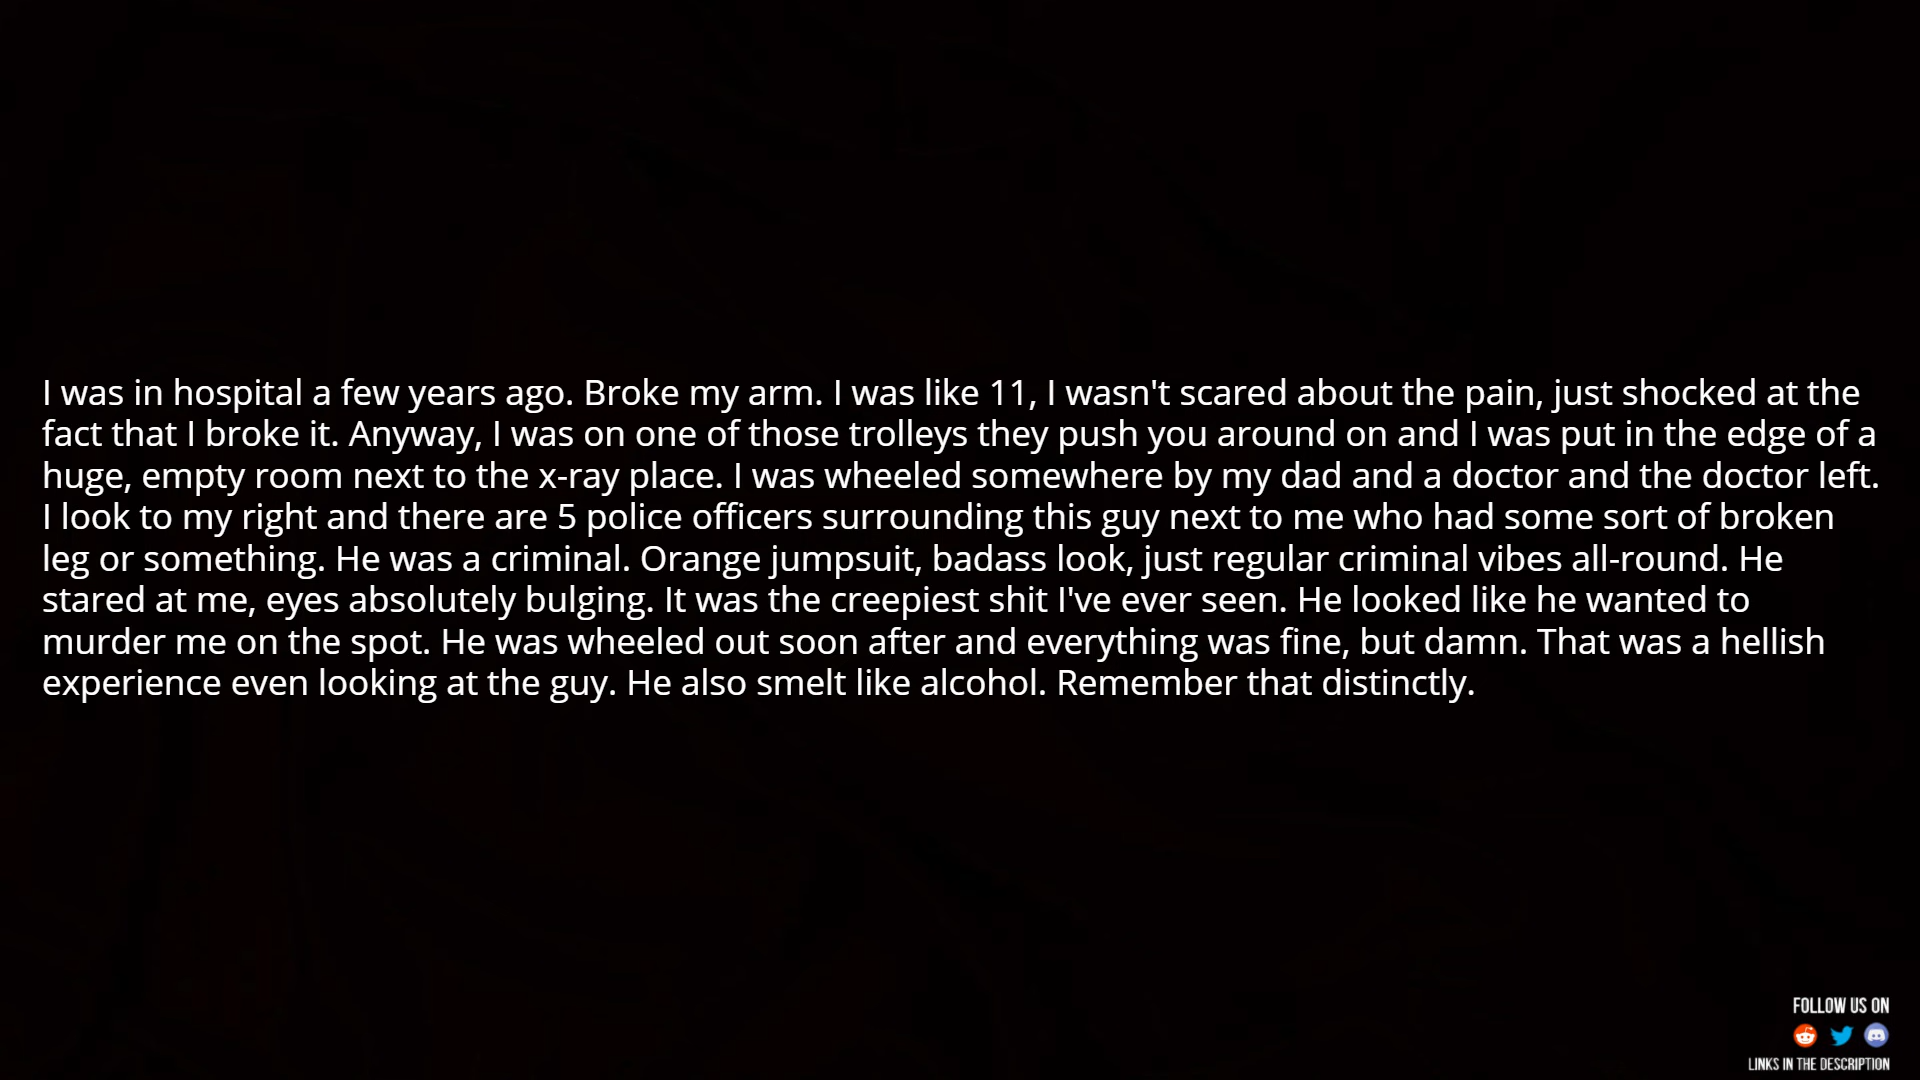 I was in hospital a few years ago. Broke my arm. I was like 11, I wasn't scared about the pain, just shocked at the
fact that I broke it. Anyway, I was on one of those trolleys they push you around on and I was put in the edge of a
huge, empty room next to the x-ray place. I was wheeled somewhere by my dad and a doctor and the doctor left.
I look to my right and there are 5 police officers surrounding this guy next to me who had some sort of broken
leg or something. He was a criminal. Orange jumpsuit, badass look, just regular criminal vibes all-round. He
stared at me, eyes absolutely bulging. It was the creepiest shit I've ever seen. He looked like he wanted to
murder me on the spot. He was wheeled out soon after and everything was fine, but damn. That was a hellish
experience even looking at the guy. He also smelt like alcohol. Remember that distinctly.
FOLLOW US ON
LINKS IN THE DESCRIPTION